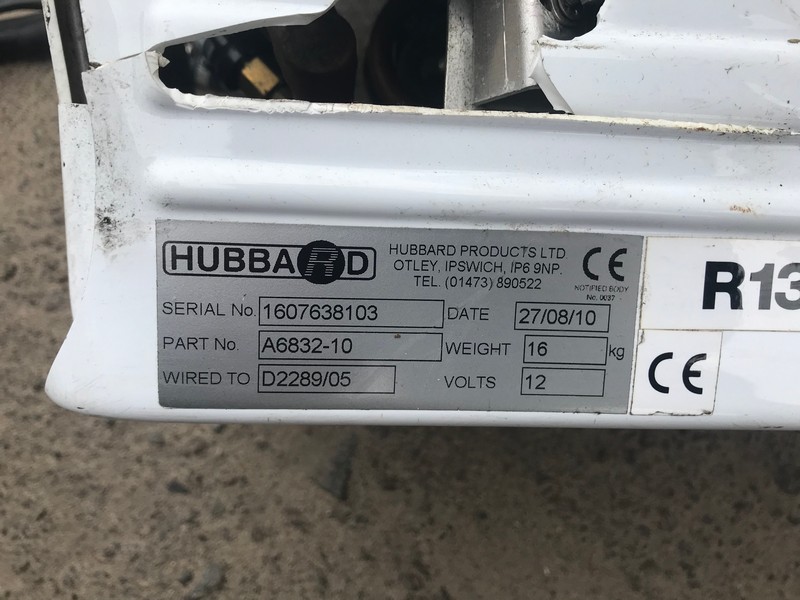 HUBBARD
HUBBARD PRODUCTS LTD
OTLEY, IPSWICH, IP6 9NP.
TEL. (01473) 890522
CE
NOTIFIED BODY
No. 0037
SERIAL No. 1607638103 DATE 27/08/10
PART No. A6832-10 WEIGHT 16 kg
WIRED TO D2289/05 VOLTS 12
R13
CE